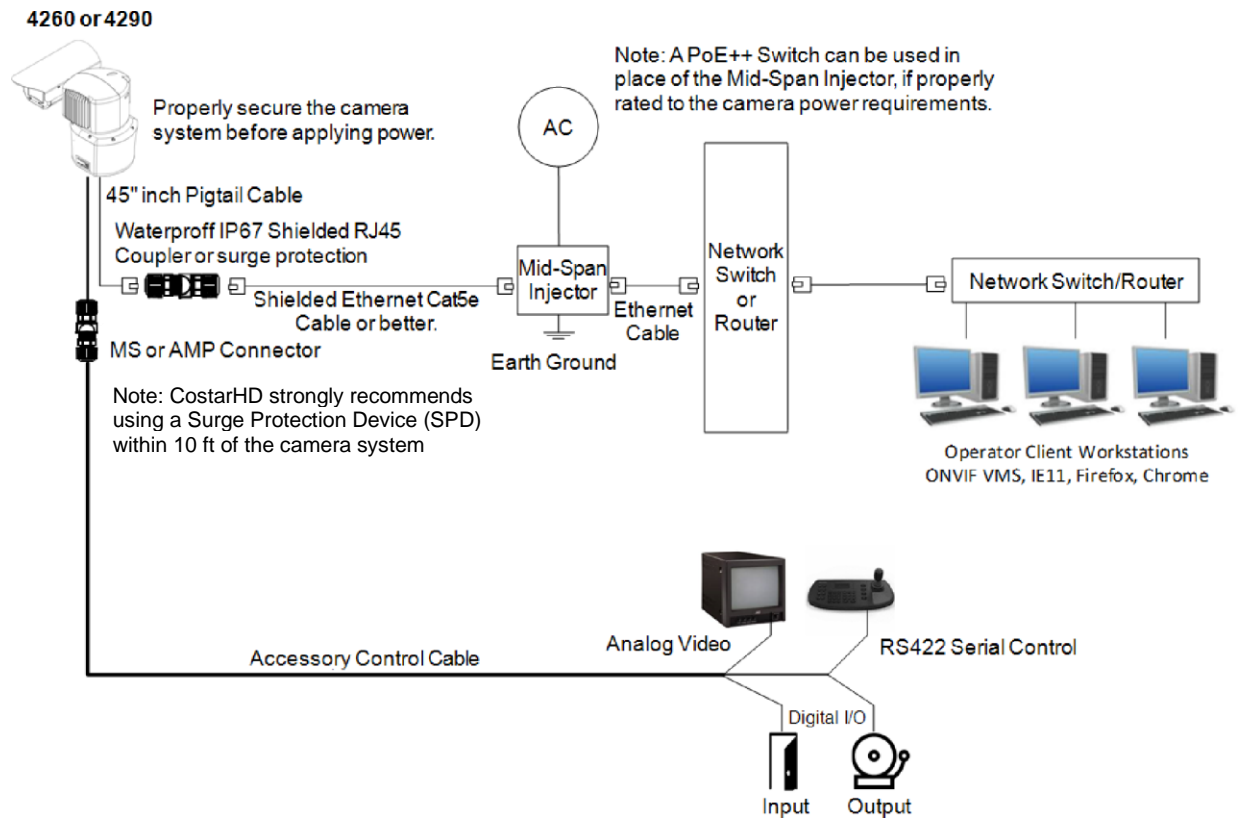 4260 or 4290
Properly secure the camera
system before applying power.
Note: A PoE++ Switch can be used in
place of the Mid-Span Injector, if properly
rated to the camera power requirements.
AC
45" inch Pigtail Cable
Waterproff IP67 Shielded RJ45
Coupler or surge protection
Shielded Ethernet Cat5e
Cable or better.
Mid-Span
Injector
Earth Ground
Ethernet
Cable
Network
Switch
or
Router
Network Switch/Router
Operator Client Workstations
ONVIF VMS, IE11, Firefox, Chrome
MS or AMP Connector
Note: CostarHD strongly recommends
using a Surge Protection Device (SPD)
within 10 ft of the camera system
Accessory Control Cable
Analog Video
RS422 Serial Control
Digital I/O
Input
Output